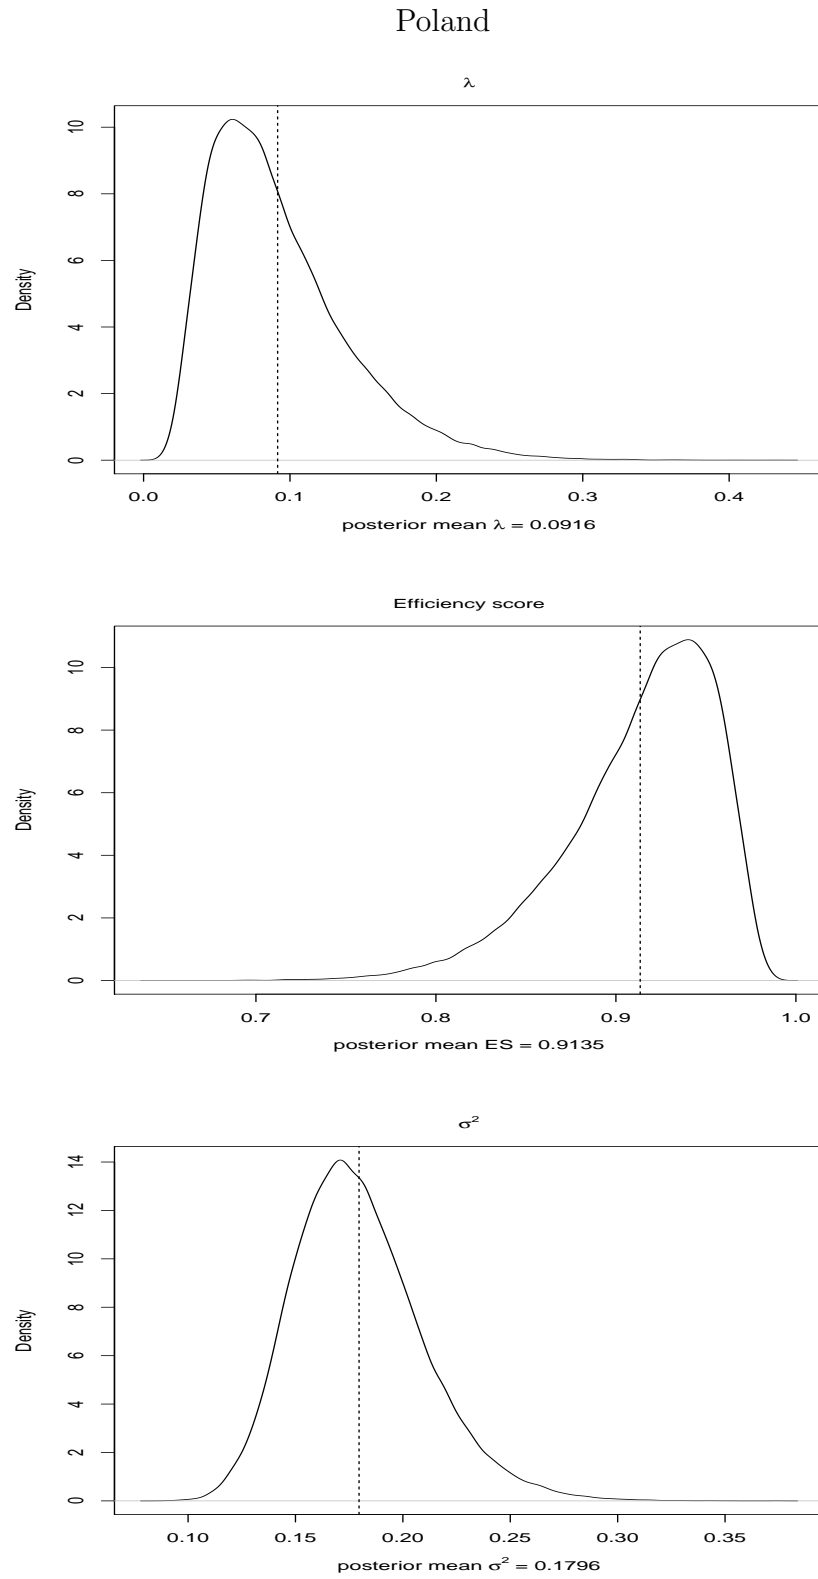 Poland
λ
Density
10
8
6
4
2
0
0.0 0.1 0.2 0.3 0.4
posterior mean λ = 0.0916
Efficiency score
Density
10
8
6
4
2
0
0.7 0.8 0.9 1.0
posterior mean ES = 0.9135
σ²
Density
14
12
10
8
6
4
2
0
0.10 0.15 0.20 0.25 0.30 0.35
posterior mean σ² = 0.1796